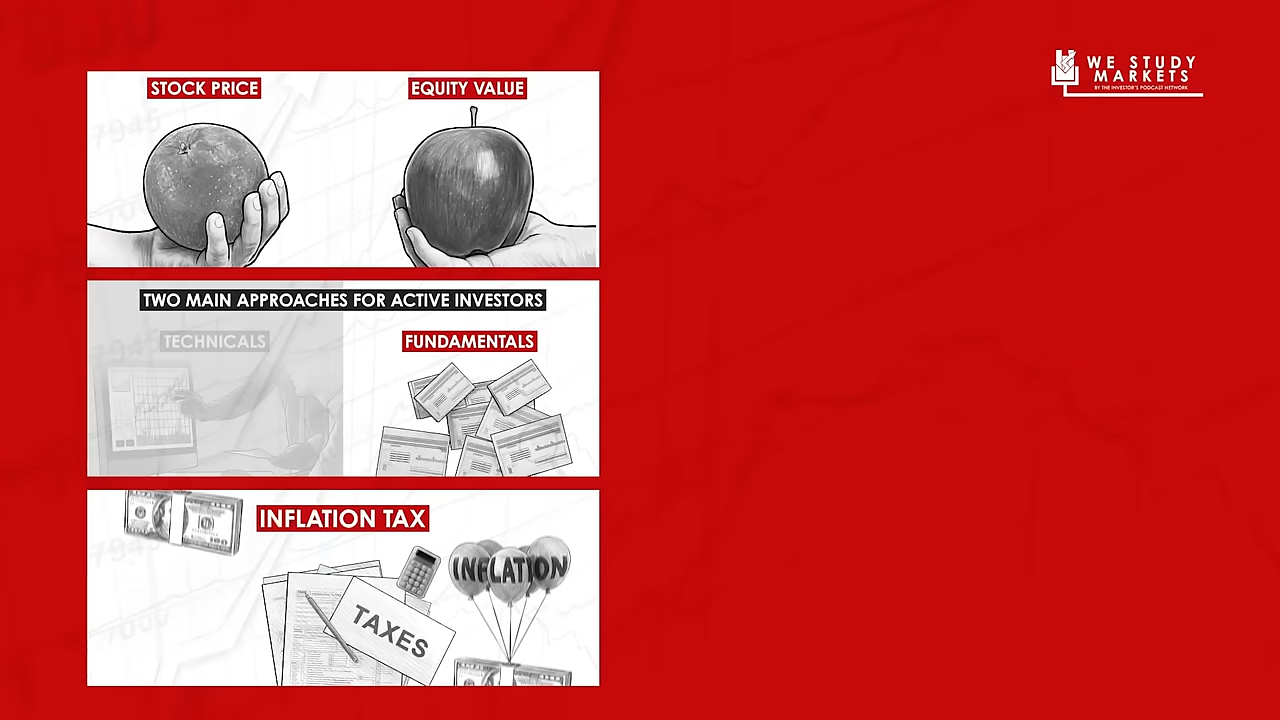 WE STUDY
MARKETS
BY THE INVESTOR'S PODCAST NETWORK
STOCK PRICE
EQUITY VALUE
TWO MAIN APPROACHES FOR ACTIVE INVESTORS
TECHNICALS
FUNDAMENTALS
INFLATION TAX
INFLATION
TAXES
100